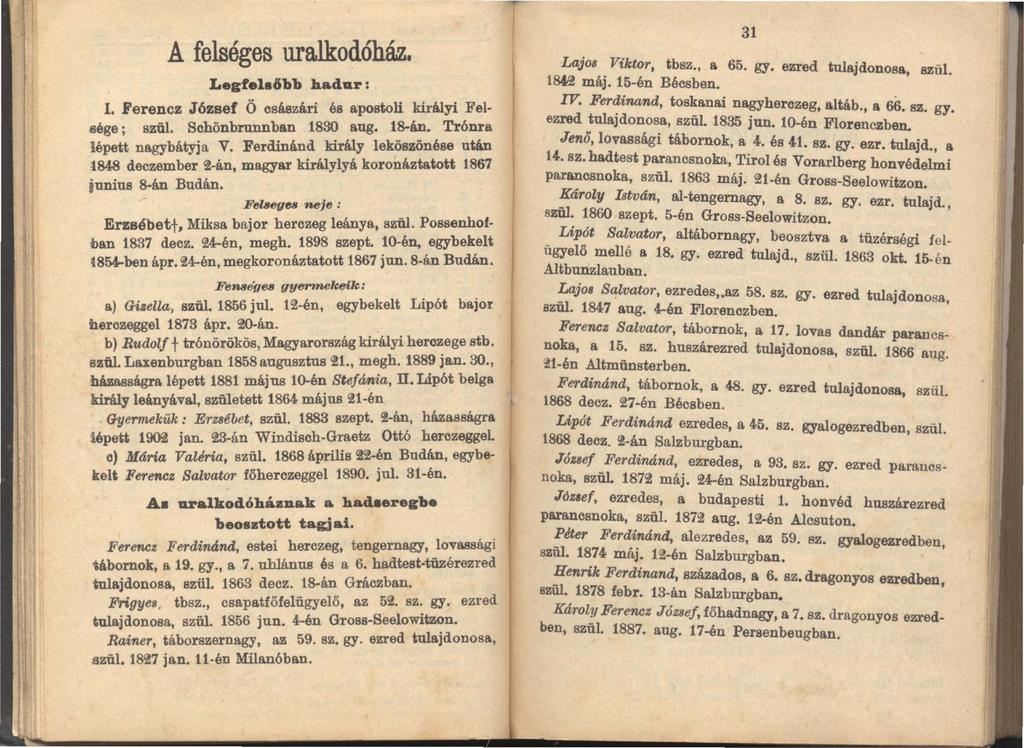 A felséges uralkodóház.
Legfelsőbb hadur:
I. Ferencz József Ő császári és apostoli királyi Fel-
sége; szül. Schönbrunnban 1830 aug. 18-án. Trónra
lépett nagybátyja V. Ferdinánd király leköszönése után
1848 deczember 2-án, magyar királylyá koronáztatott 1867
junius 8-án Budán.
Felseges neje :
Erzsébet†, Miksa bajor herczeg leánya, szül. Possenhof-
ban 1837 decz. 24-én, megh. 1898 szept. 10-én, egybekelt
1854-ben ápr. 24-én, megkoronáztatott 1867 jun. 8-án Budán.
Fenséges gyermekeik:
a) Gizella, szül. 1856 jul. 12-én, egybekelt Lipót bajor
herczeggel 1873 ápr. 20-án.
b) Rudolf † trónörökös, Magyarország királyi herczege stb.
szül. Laxenburgban 1858 augusztus 21., megh. 1889 jan. 30.,
házasságra lépett 1881 május 10-én Stefánia, II. Lipót belga
király leányával, született 1864 május 21-én
Gyermekük : Erzsébet, szül. 1883 szept. 2-án, házasságra
lépett 1902 jan. 23-án Windisch-Graetz Ottó herczeggel.
c) Mária Valéria, szül. 1868 április 22-én Budán, egybe-
kelt Ferencz Salvator főherczeggel 1890. jul. 31-én.
Az uralkodóháznak a hadseregbe
beosztott tagjai.
Ferencz Ferdinánd, estei herczeg, tengernagy, lovassági
tábornok, a 19. gy., a 7. uhlánus és a 6. hadtest-tüzérezred
tulajdonosa, szül. 1863 decz. 18-án Gráczban.
Frigyes, tbsz., csapatfőfelügyelő, az 52. sz. gy. ezred
tulajdonosa, szül. 1856 jun. 4-én Gross-Seelowitzon.
Rainer, táborszernagy, az 59. sz. gy. ezred tulajdonosa,
szül. 1827 jan. 11-én Milanóban.
31
Lajos Viktor, tbsz., a 65. gy. ezred tulajdonosa, szül.
1842 máj. 15-én Bécsben.
IV. Ferdinand, toskanai nagyherczeg, altáb., a 66. sz. gy.
ezred tulajdonosa, szül. 1835 jun. 10-én Florenczben.
Jenő, lovassági tábornok, a 4. és 41. sz. gy. ezr. tulajd., a
14. sz. hadtest parancsnoka, Tirol és Vorarlberg honvédelmi
parancsnoka, szül. 1863 máj. 21-én Gross-Seelowitzon.
Károly István, al-tengernagy, a 8. sz. gy. ezr. tulajd.,
szül. 1860 szept. 5-én Gross-Seelowitzon.
Lipót Salvator, altábornagy, beosztva a tüzérségi fel-
ügyelő mellé a 18. gy. ezred tulajd., szül. 1863 okt. 15-én
Altbunzlauban.
Lajos Salvator, ezredes,.az 58. sz. gy. ezred tulajdonosa,
szül. 1847 aug. 4-én Florenczben.
Ferencz Salvator, tábornok, a 17. lovas dandár parancs-
noka, a 15. sz. huszárezred tulajdonosa, szül. 1866 aug.
21-én Altmünsterben.
Ferdinánd, tábornok, a 48. gy. ezred tulajdonosa, szül.
1868 decz. 27-én Bécsben.
Lipót Ferdinánd ezredes, a 45. sz. gyalogezredben, szül.
1868 decz. 2-án Salzburgban.
József Ferdinánd, ezredes, a 93. sz. gy. ezred parancs-
noka, szül. 1872 máj. 24-én Salzburgban.
József, ezredes, a budapesti 1. honvéd huszárezred
parancsnoka, szül. 1872 aug. 12-én Alcsuton.
Péter Ferdinánd, alezredes, az 59. sz. gyalogezredben,
szül. 1874 máj. 12-én Salzburgban.
Henrik Ferdinand, százados, a 6. sz. dragonyos ezredben,
szül. 1878 febr. 13-án Salzburgban.
Károly Ferencz József, főhadnagy, a 7. sz. dragonyos ezred-
ben, szül. 1887. aug. 17-én Persenbeugban.